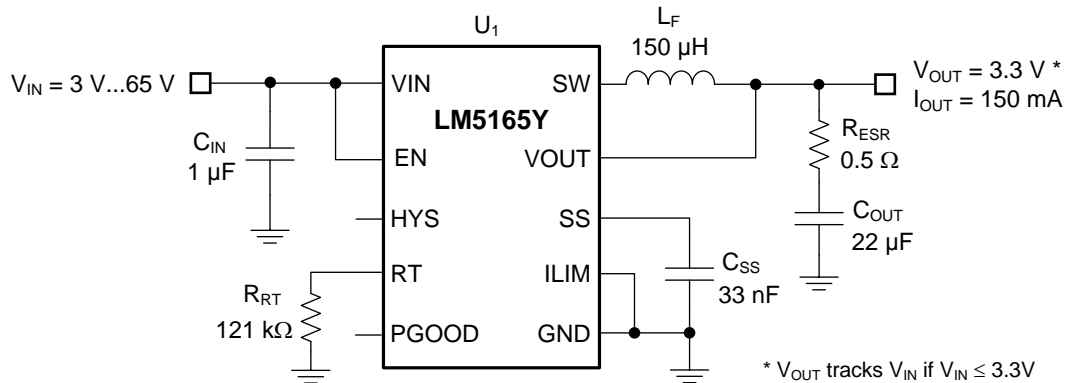 U1
LF
150 µH
VIN = 3 V...65 V
VIN
SW
VOUT = 3.3 V *
IOUT = 150 mA
LM5165Y
CIN
1 µF
EN
VOUT
RESR
0.5 Ω
HYS
SS
COUT
22 µF
RT
ILIM
CSS
33 nF
RRT
121 kΩ
PGOOD
GND
* VOUT tracks VIN if VIN ≤ 3.3V